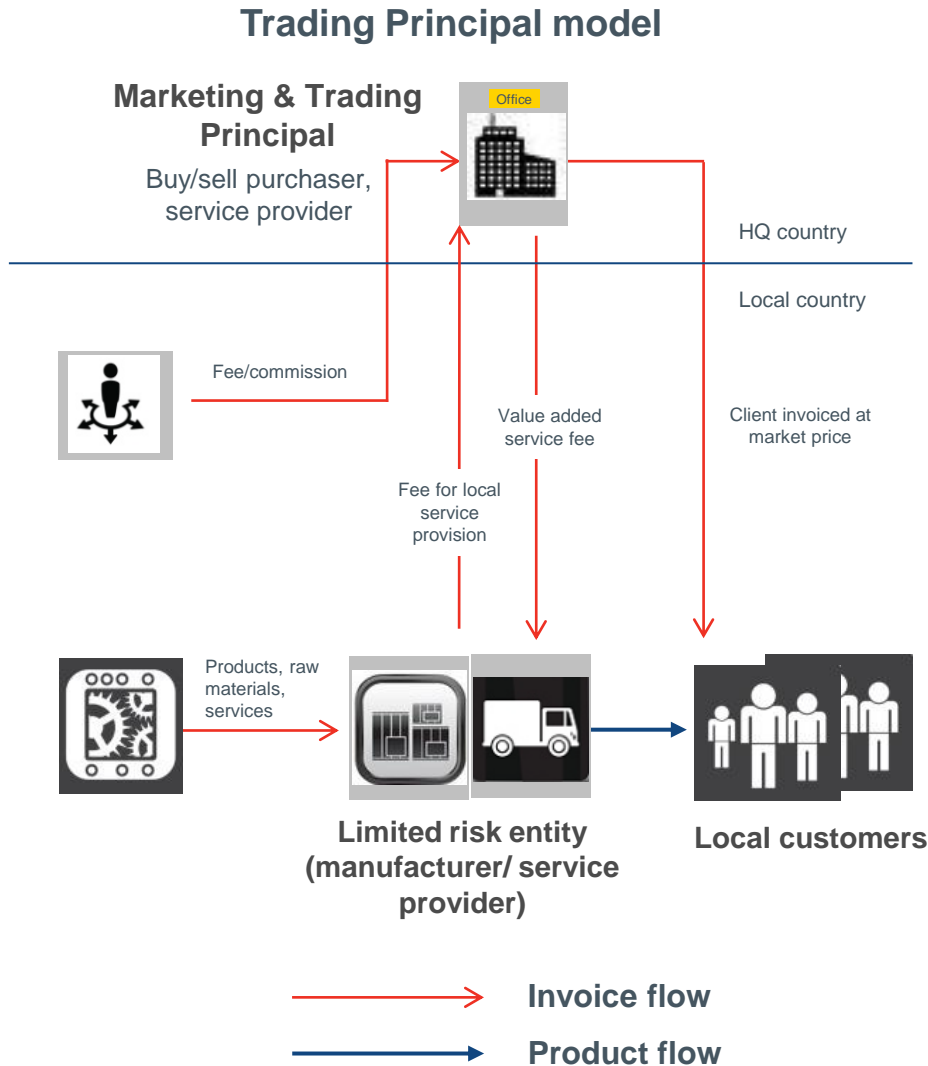 Trading Principal model
Marketing & Trading
Principal
Buy/sell purchaser,
service provider
Office
HQ country
Local country
Fee/commission
Value added
service fee
Client invoiced at
market price
Fee for local
service
provision
Products, raw
materials,
services
Limited risk entity
(manufacturer/ service
provider)
Local customers
Invoice flow
Product flow